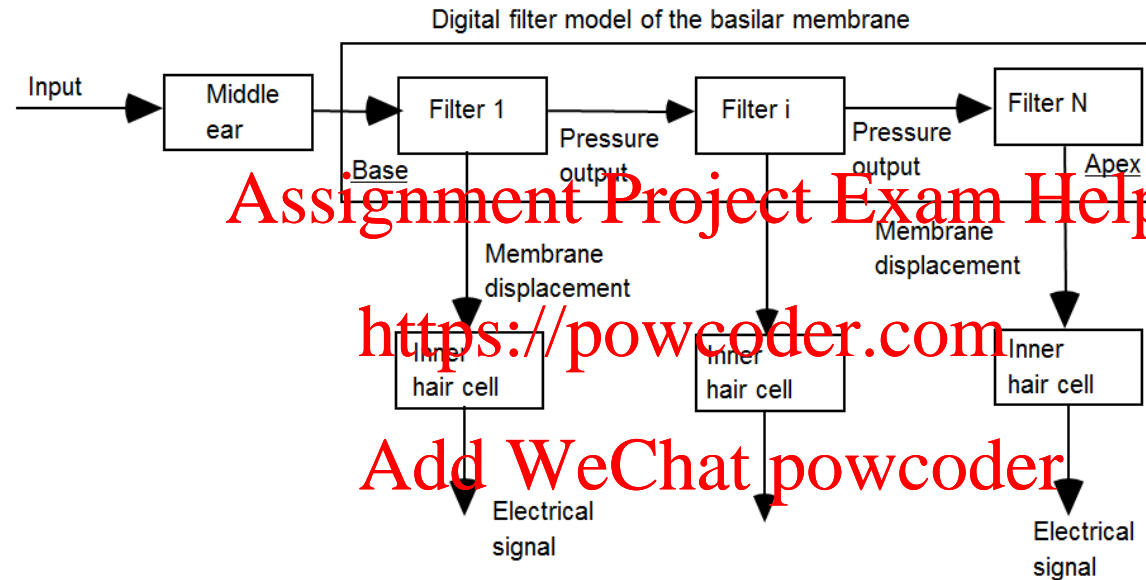 Digital filter model of the basilar membrane
Input
Middle
ear
Filter 1
Filter i
Filter N
Pressure
output
Pressure
output
Base
Apex
Assignment Project Exam Help
Membrane
displacement
Membrane
displacement
https://powcoder.com
Inner
hair cell
Inner
hair cell
Inner
hair cell
Add WeChat powcoder
Electrical
signal
Electrical
signal